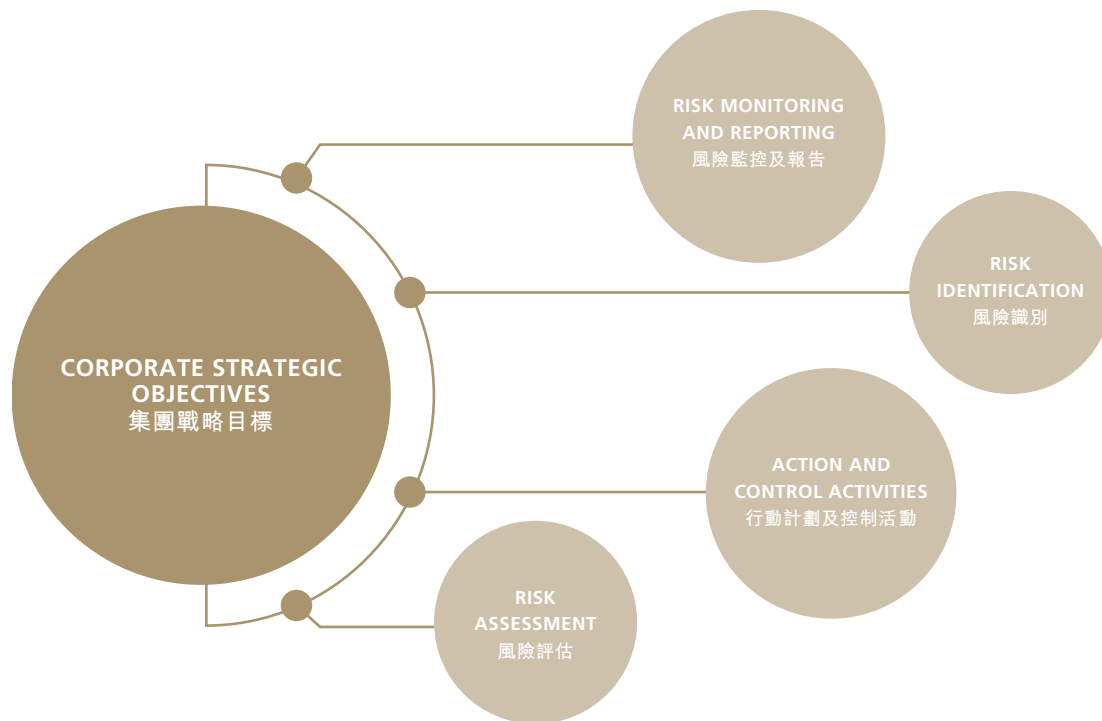 RISK MONITORING
AND REPORTING
風險監控及報告
RISK
IDENTIFICATION
風險識別
CORPORATE STRATEGIC
OBJECTIVES
集團戰略目標
ACTION AND
CONTROL ACTIVITIES
行動計劃及控制活動
RISK
ASSESSMENT
風險評估